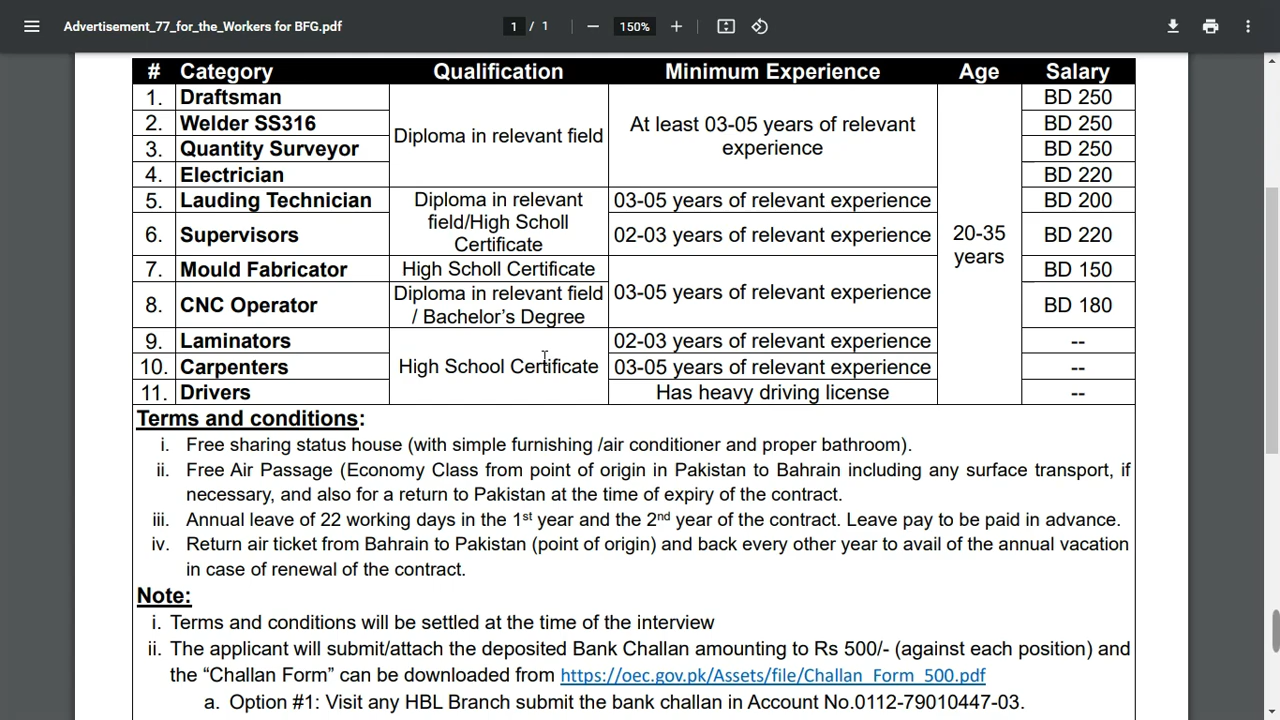 Advertisement_77_for_the_Workers for BFG.pdf
1 / 1
150%
# Category Qualification Minimum Experience Age Salary
1. Draftsman Diploma in relevant field At least 03-05 years of relevant experience 20-35 years BD 250
2. Welder SS316 BD 250
3. Quantity Surveyor BD 250
4. Electrician BD 220
5. Lauding Technician Diploma in relevant field/High Scholl Certificate 03-05 years of relevant experience BD 200
6. Supervisors 02-03 years of relevant experience BD 220
7. Mould Fabricator High Scholl Certificate 03-05 years of relevant experience BD 150
8. CNC Operator Diploma in relevant field / Bachelor's Degree BD 180
9. Laminators High School Certificate 02-03 years of relevant experience --
10. Carpenters 03-05 years of relevant experience --
11. Drivers Has heavy driving license --
Terms and conditions:
i. Free sharing status house (with simple furnishing /air conditioner and proper bathroom).
ii. Free Air Passage (Economy Class from point of origin in Pakistan to Bahrain including any surface transport, if
necessary, and also for a return to Pakistan at the time of expiry of the contract.
iii. Annual leave of 22 working days in the 1st year and the 2nd year of the contract. Leave pay to be paid in advance.
iv. Return air ticket from Bahrain to Pakistan (point of origin) and back every other year to avail of the annual vacation
in case of renewal of the contract.
Note:
i. Terms and conditions will be settled at the time of the interview
ii. The applicant will submit/attach the deposited Bank Challan amounting to Rs 500/- (against each position) and
the “Challan Form” can be downloaded from https://oec.gov.pk/Assets/file/Challan_Form_500.pdf
a. Option #1: Visit any HBL Branch submit the bank challan in Account No.0112-79010447-03.